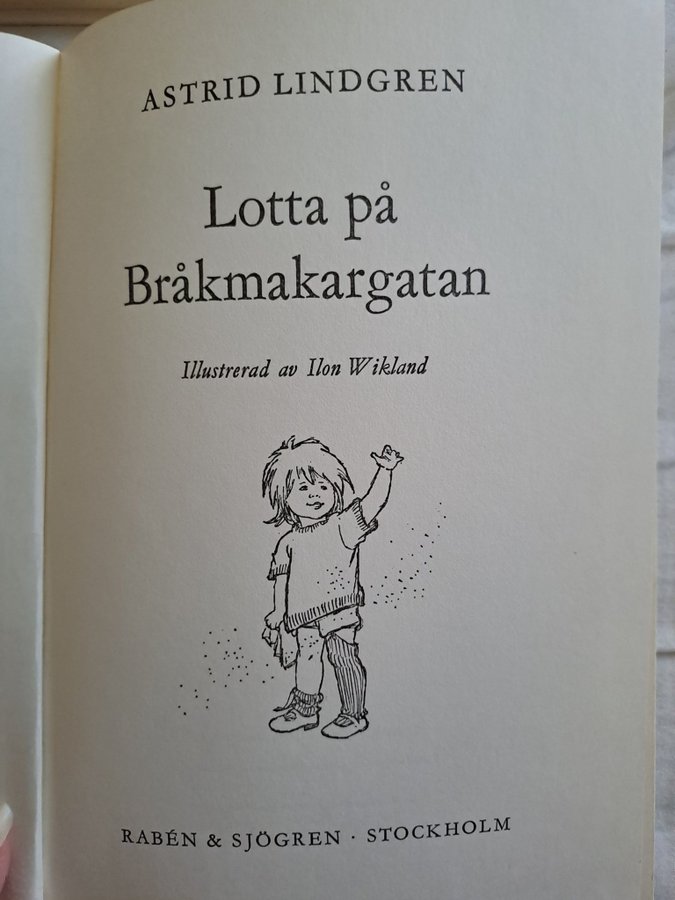 ASTRID LINDGREN
Lotta på
Bråkmakargatan
Illustrerad av Ilon Wikland
RABÉN & SJÖGREN · STOCKHOLM